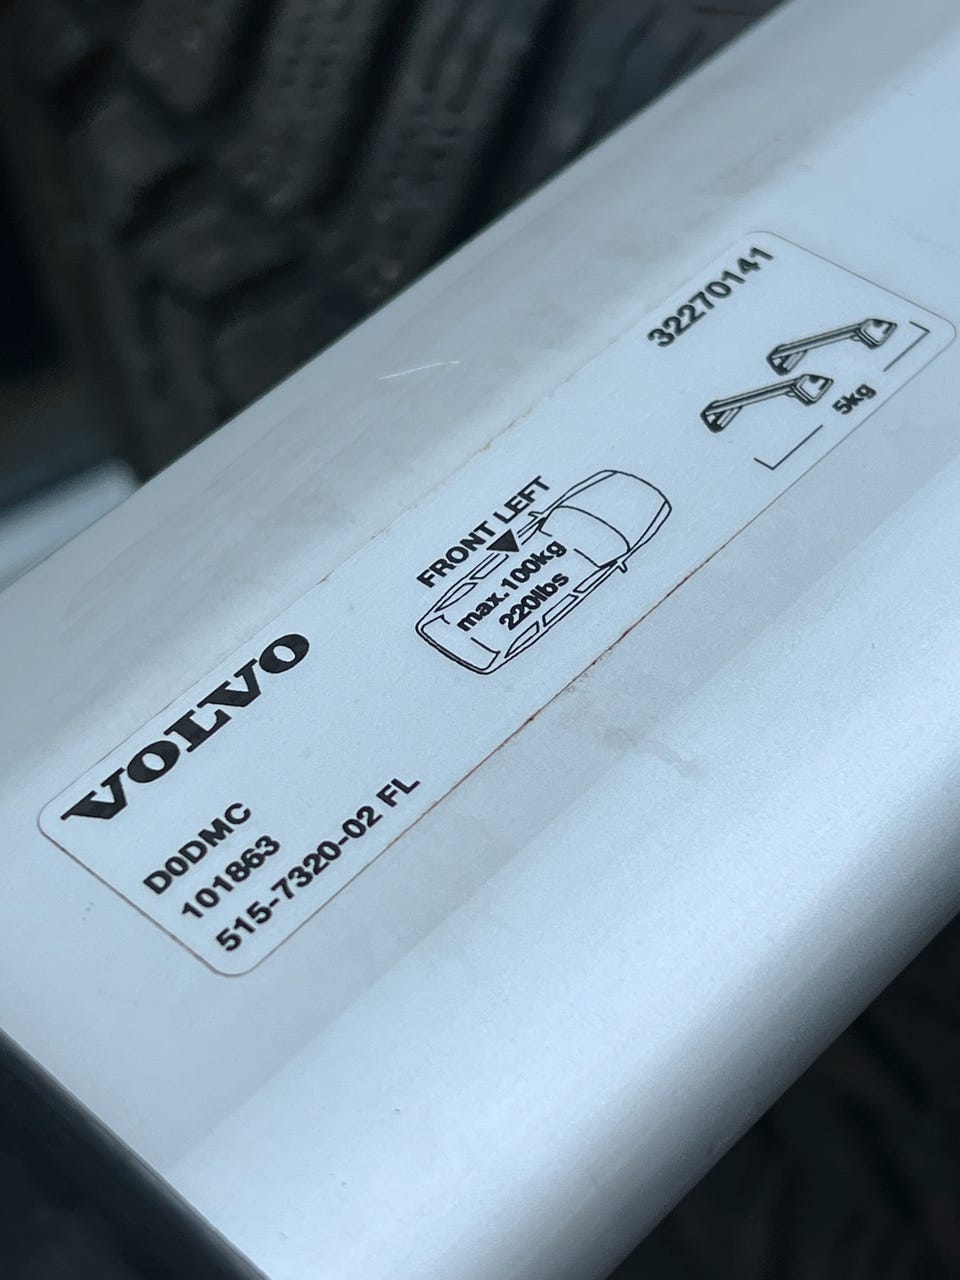 VOLVO
D0DMC
101863
515-7320-02 FL
FRONT LEFT
max.100kg
220lbs
32270141
5kg